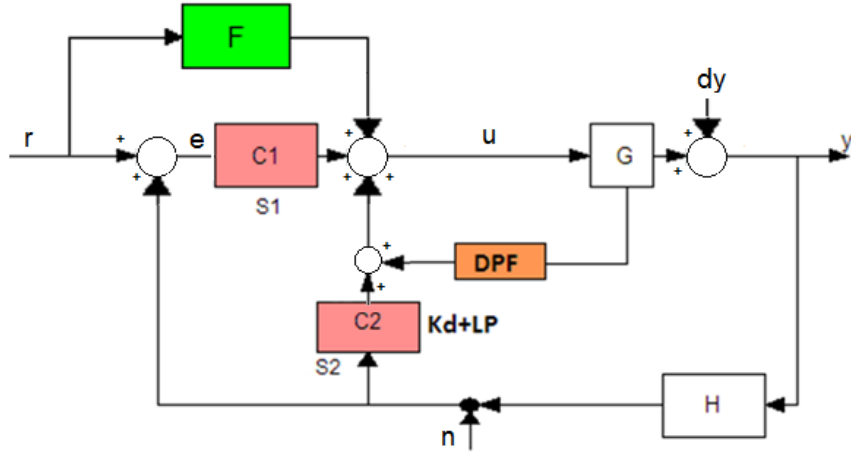 F
dy
r
+
e
C1
+
+
u
G
+
+
y
+
+
+
S1
+
DPF
+
C2
Kd+LP
S2
H
n